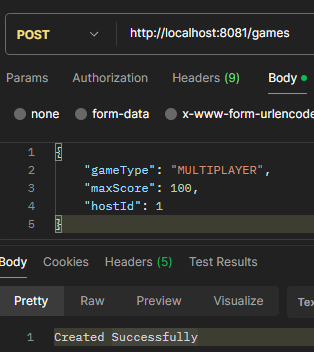 POST http://localhost:8081/games
Params Authorization Headers (9) Body
none form-data x-www-form-urlencode
1 {
2 "gameType": "MULTIPLAYER",
3 "maxScore": 100,
4 "hostId": 1
5 }
Body Cookies Headers (5) Test Results
Pretty Raw Preview Visualize Tex
1 Created Successfully